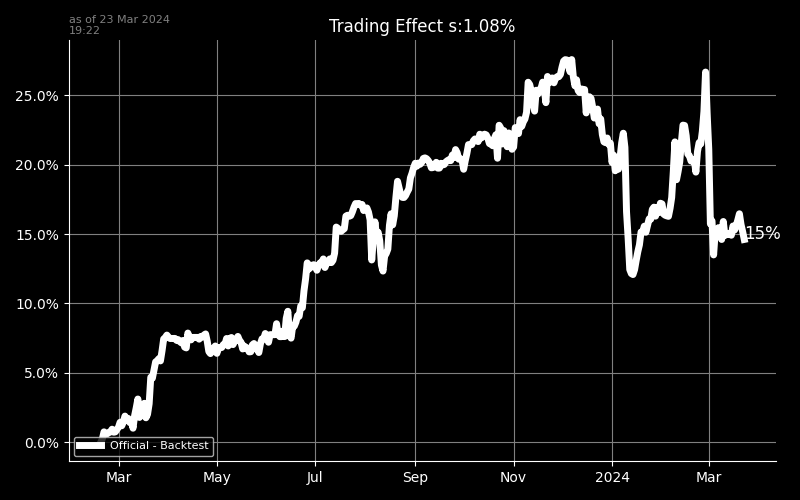 as of 23 Mar 2024
19:22
Trading Effect s:1.08%
25.0%
20.0%
15.0%
10.0%
5.0%
0.0%
15%
Official - Backtest
Mar May Jul Sep Nov 2024 Mar